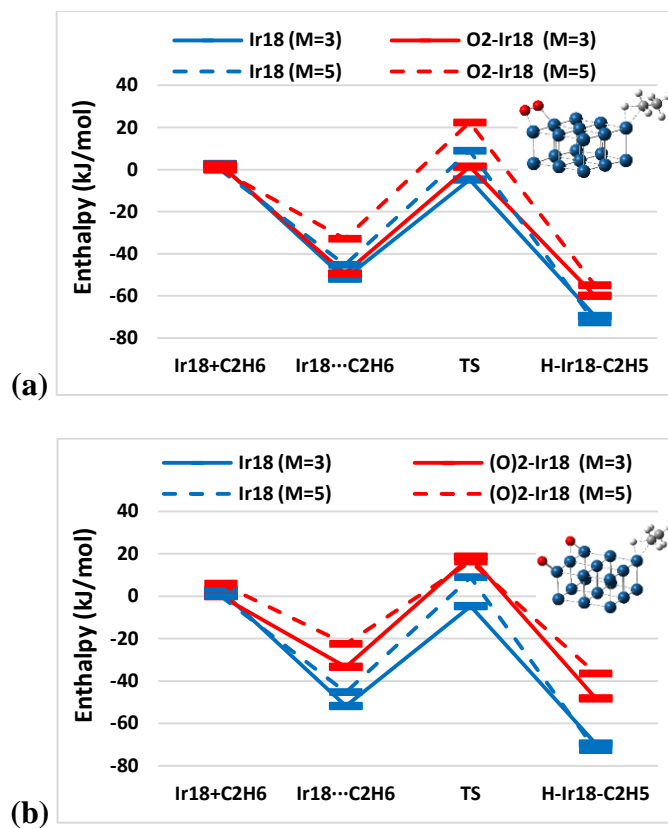 Ir18 (M=3)
O2-Ir18 (M=3)
Ir18 (M=5)
O2-Ir18 (M=5)
Enthalpy (kJ/mol)
40
20
0
-20
-40
-60
-80
Ir18+C2H6
Ir18···C2H6
TS
H-Ir18-C2H5
(a)
Ir18 (M=3)
(O)2-Ir18 (M=3)
Ir18 (M=5)
(O)2-Ir18 (M=5)
Enthalpy (kJ/mol)
40
20
0
-20
-40
-60
-80
Ir18+C2H6
Ir18···C2H6
TS
H-Ir18-C2H5
(b)